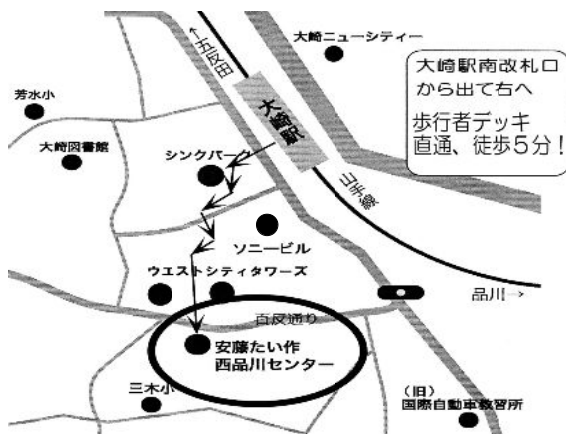 大崎ニューシティー
←五反田
大崎駅南改札口
から出て右へ
歩行者デッキ
直通、徒歩5分!
大崎駅
芳水小
大崎図書館
シンクパーク
山手線
ソニービル
ウエストシティタワーズ
品川→
百反通り
安藤たい作
西品川センター
三木小
(旧)
国際自動車教習所